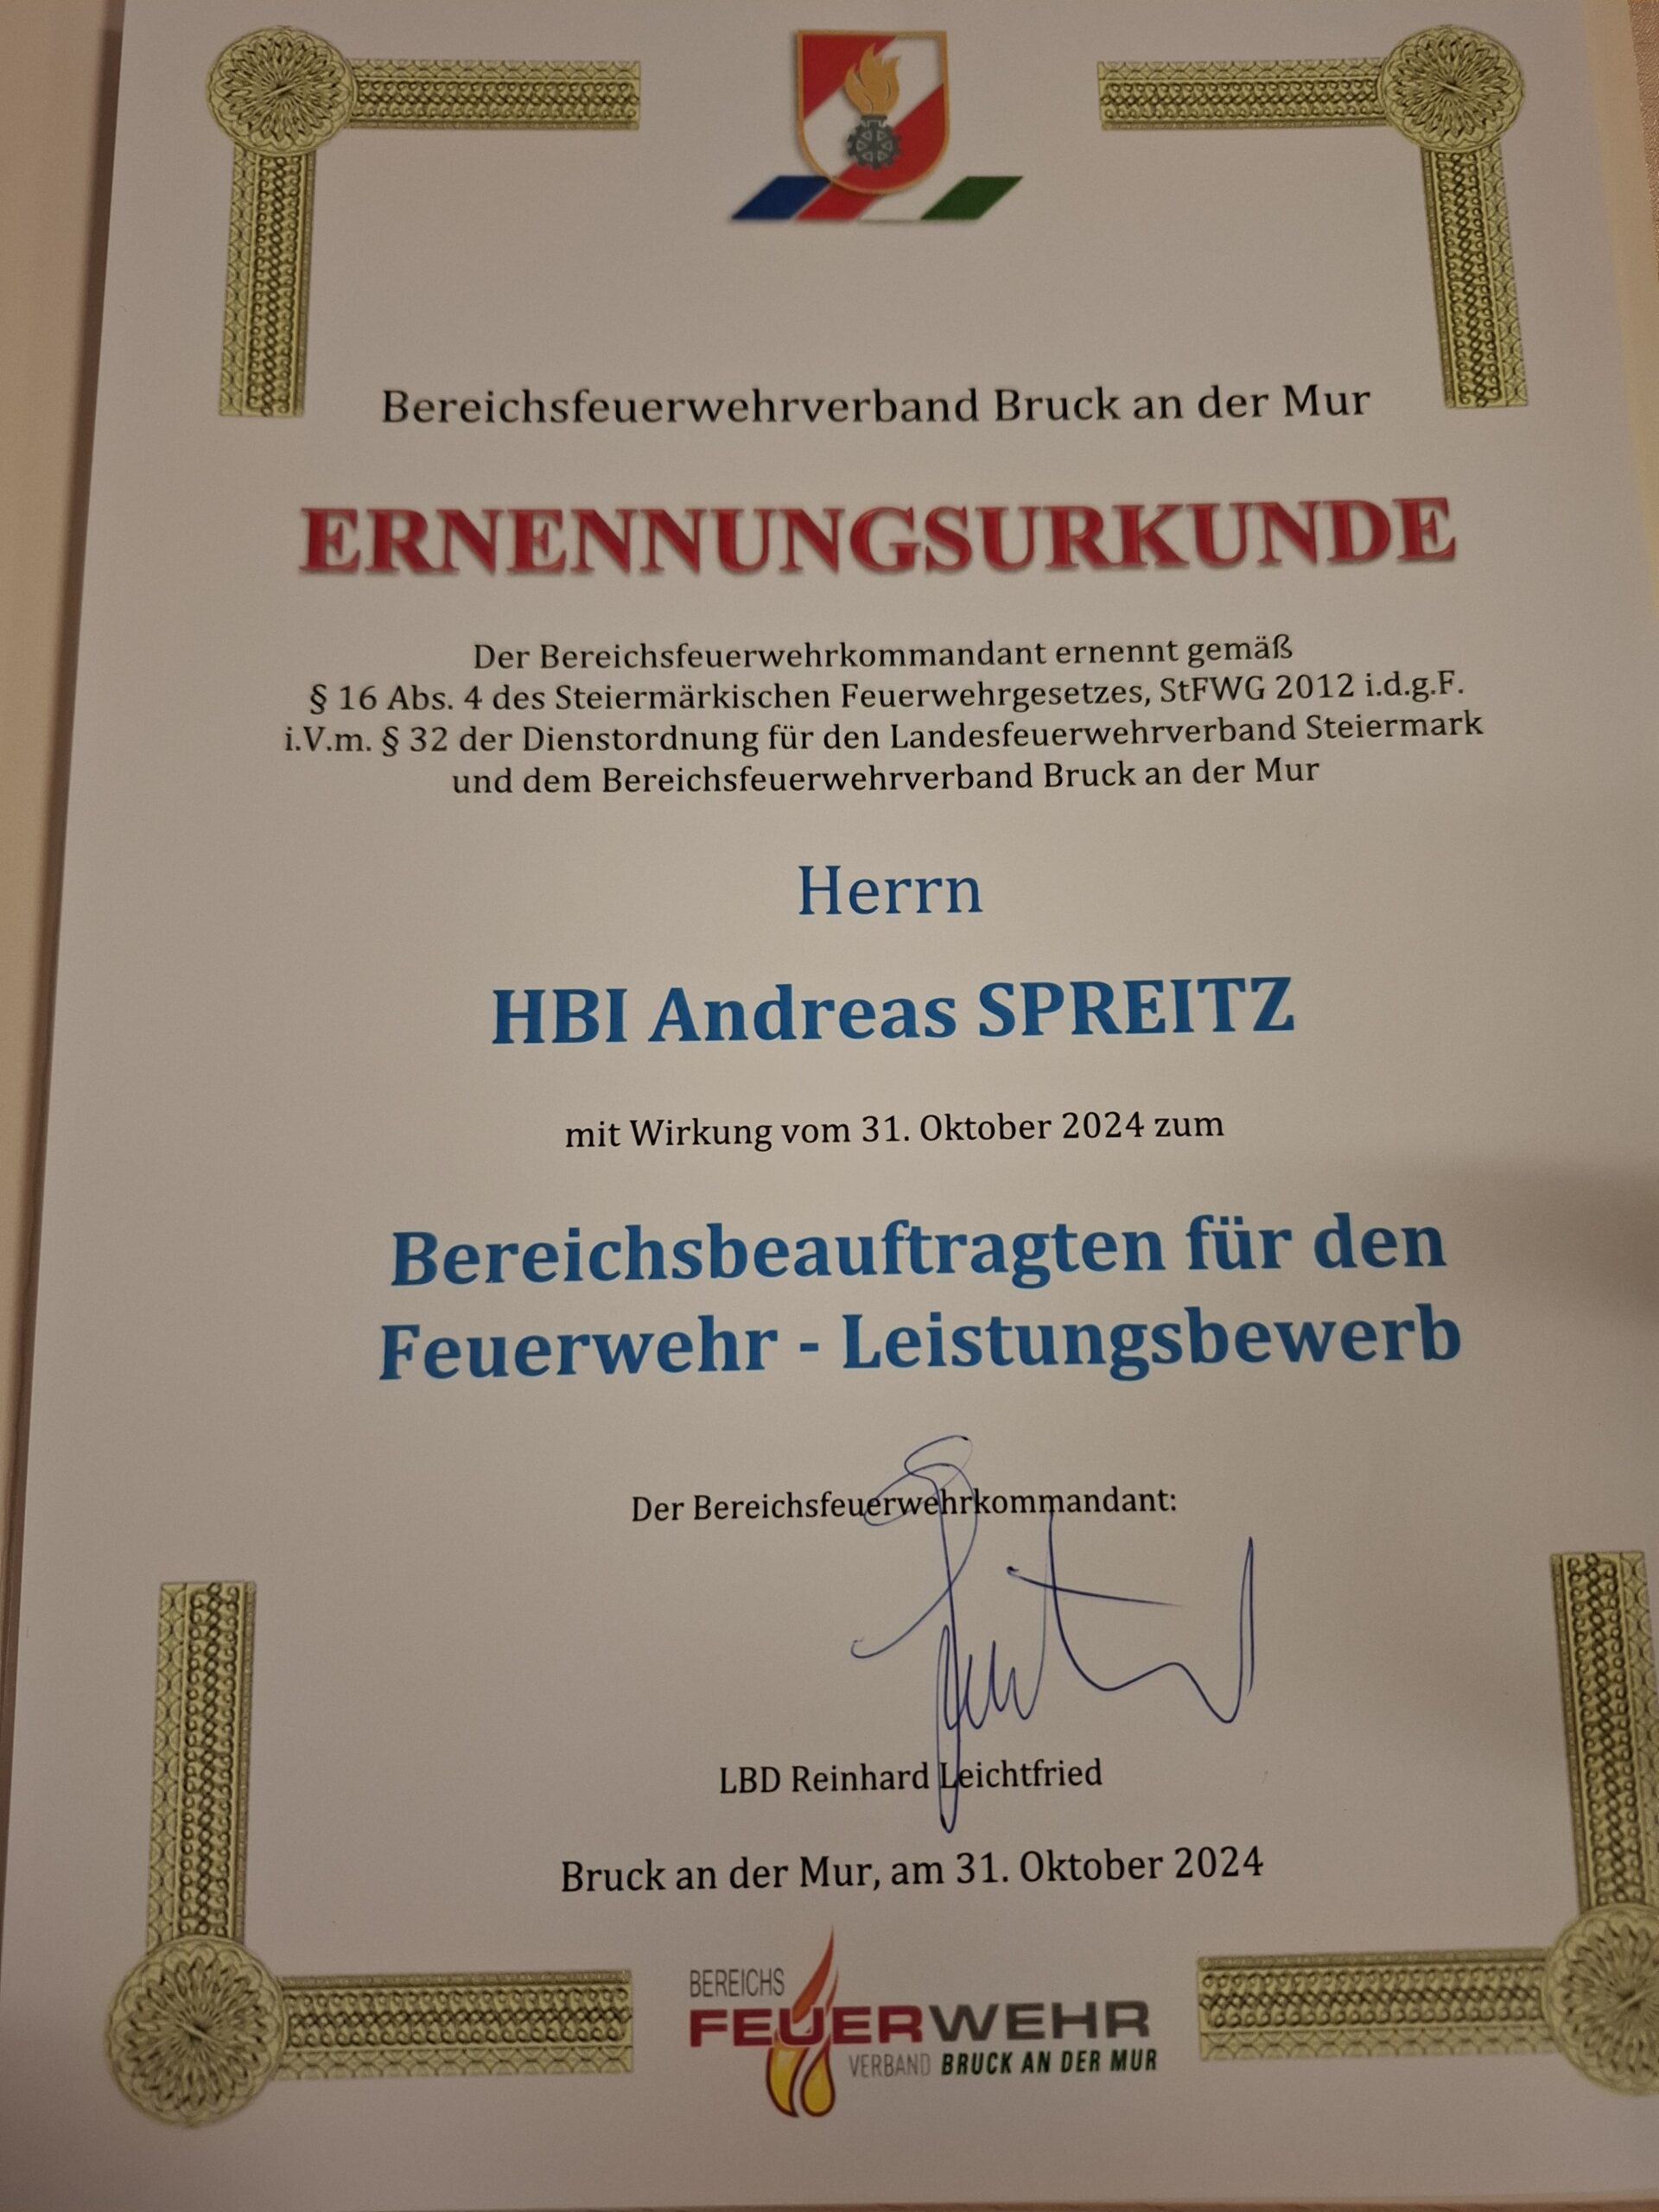 Bereichsfeuerwehrverband Bruck an der Mur
ERNENNUNGSURKUNDE
Der Bereichsfeuerwehrkommandant ernennt gemäß
§ 16 Abs. 4 des Steiermärkischen Feuerwehrgesetzes, StFWG 2012 i.d.g.F.
i.V.m. § 32 der Dienstordnung für den Landesfeuerwehrverband Steiermark
und dem Bereichsfeuerwehrverband Bruck an der Mur
Herrn
HBI Andreas SPREITZ
mit Wirkung vom 31. Oktober 2024 zum
Bereichsbeauftragten für den
Feuerwehr - Leistungsbewerb
Der Bereichsfeuerwehrkommandant:
LBD Reinhard Leichtfried
Bruck an der Mur, am 31. Oktober 2024
BEREICHS
FEUERWEHR
VERBAND BRUCK AN DER MUR